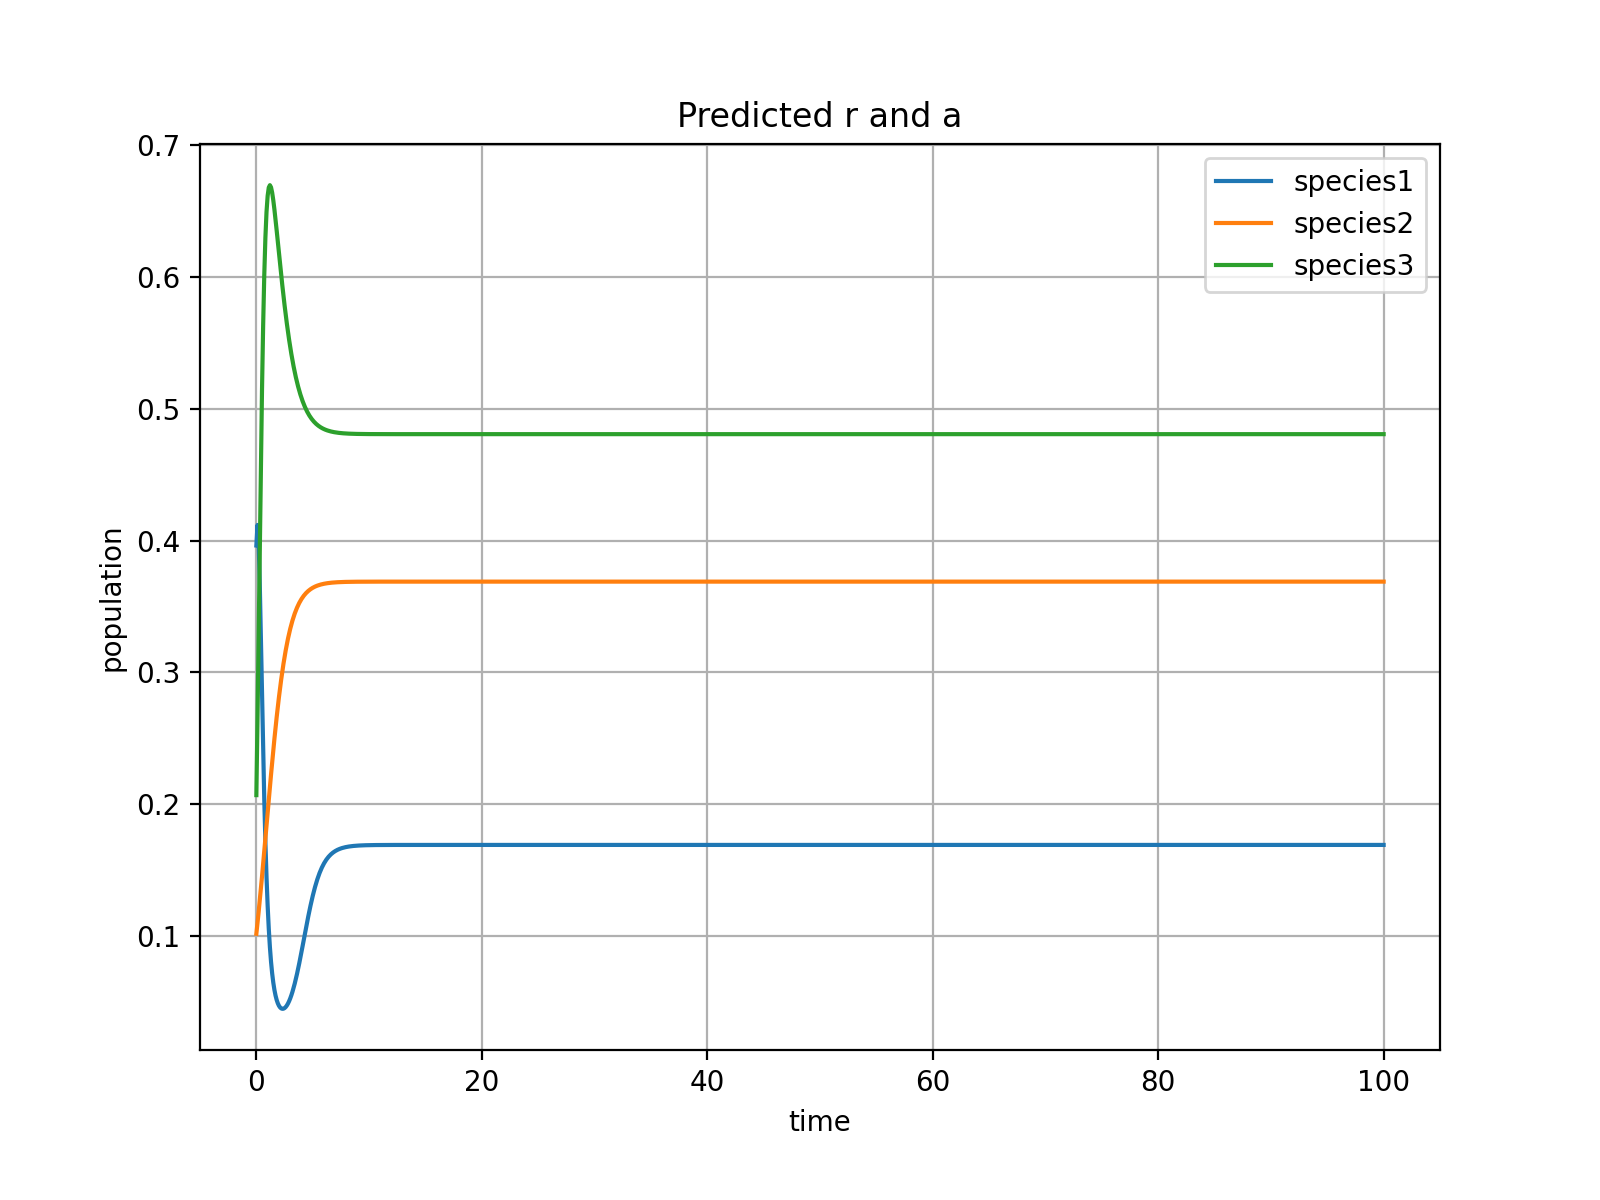 Predicted r and a
0.7
0.6
0.5
0.4
0.3
0.2
0.1
population
species1
species2
species3
0 20 40 60 80 100
time